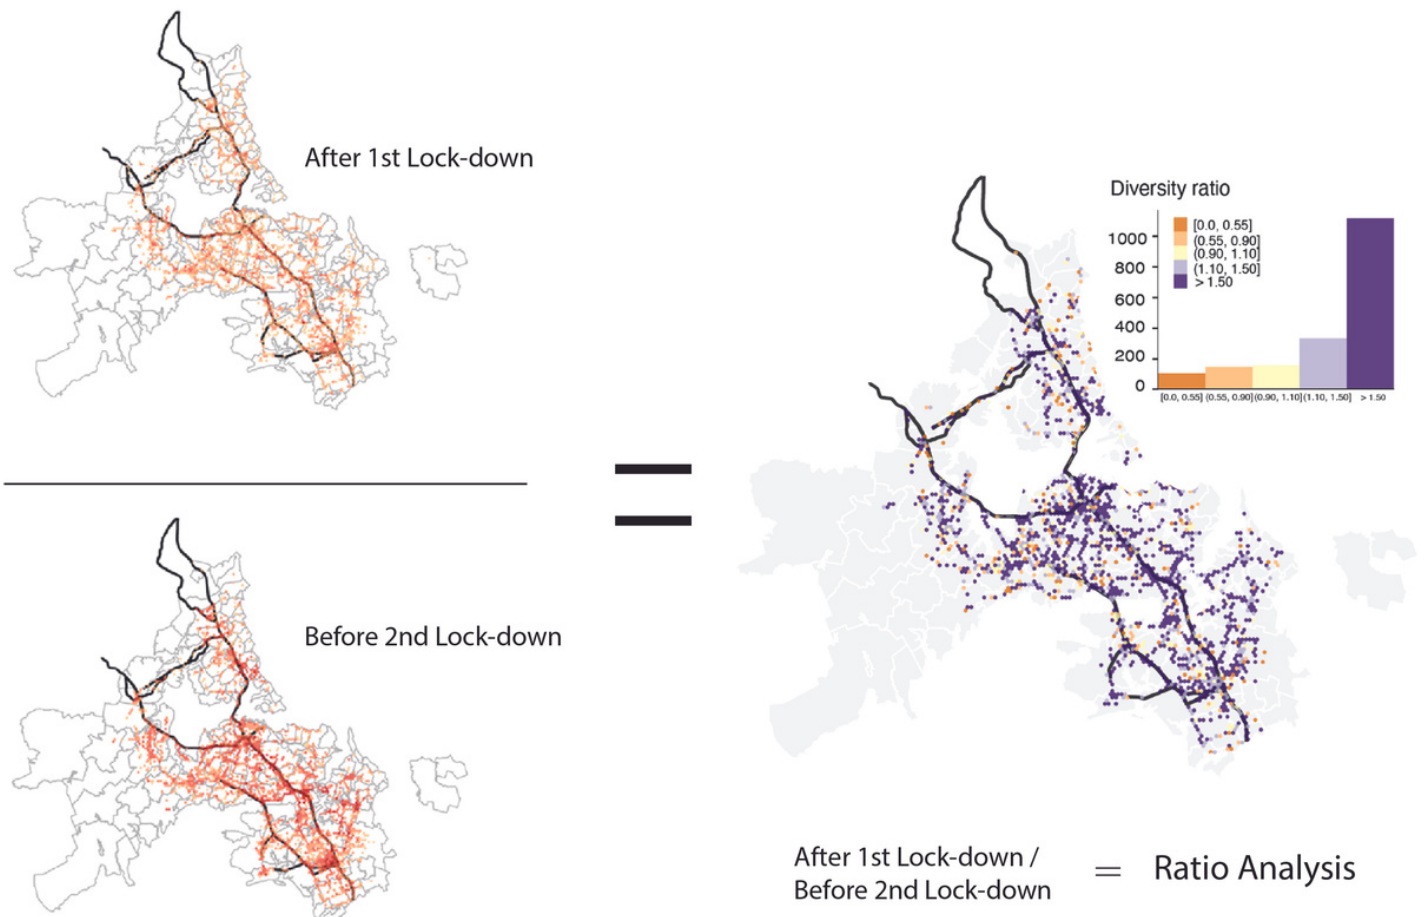 After 1st Lock-down
Before 2nd Lock-down
Diversity ratio
1000
800
600
400
200
0
[0.0, 0.55]
(0.55, 0.90]
(0.90, 1.10]
(1.10, 1.50]
> 1.50
[0.0, 0.55] (0.55, 0.90] (0.90, 1.10] (1.10, 1.50] > 1.50
After 1st Lock-down /
Before 2nd Lock-down
= Ratio Analysis